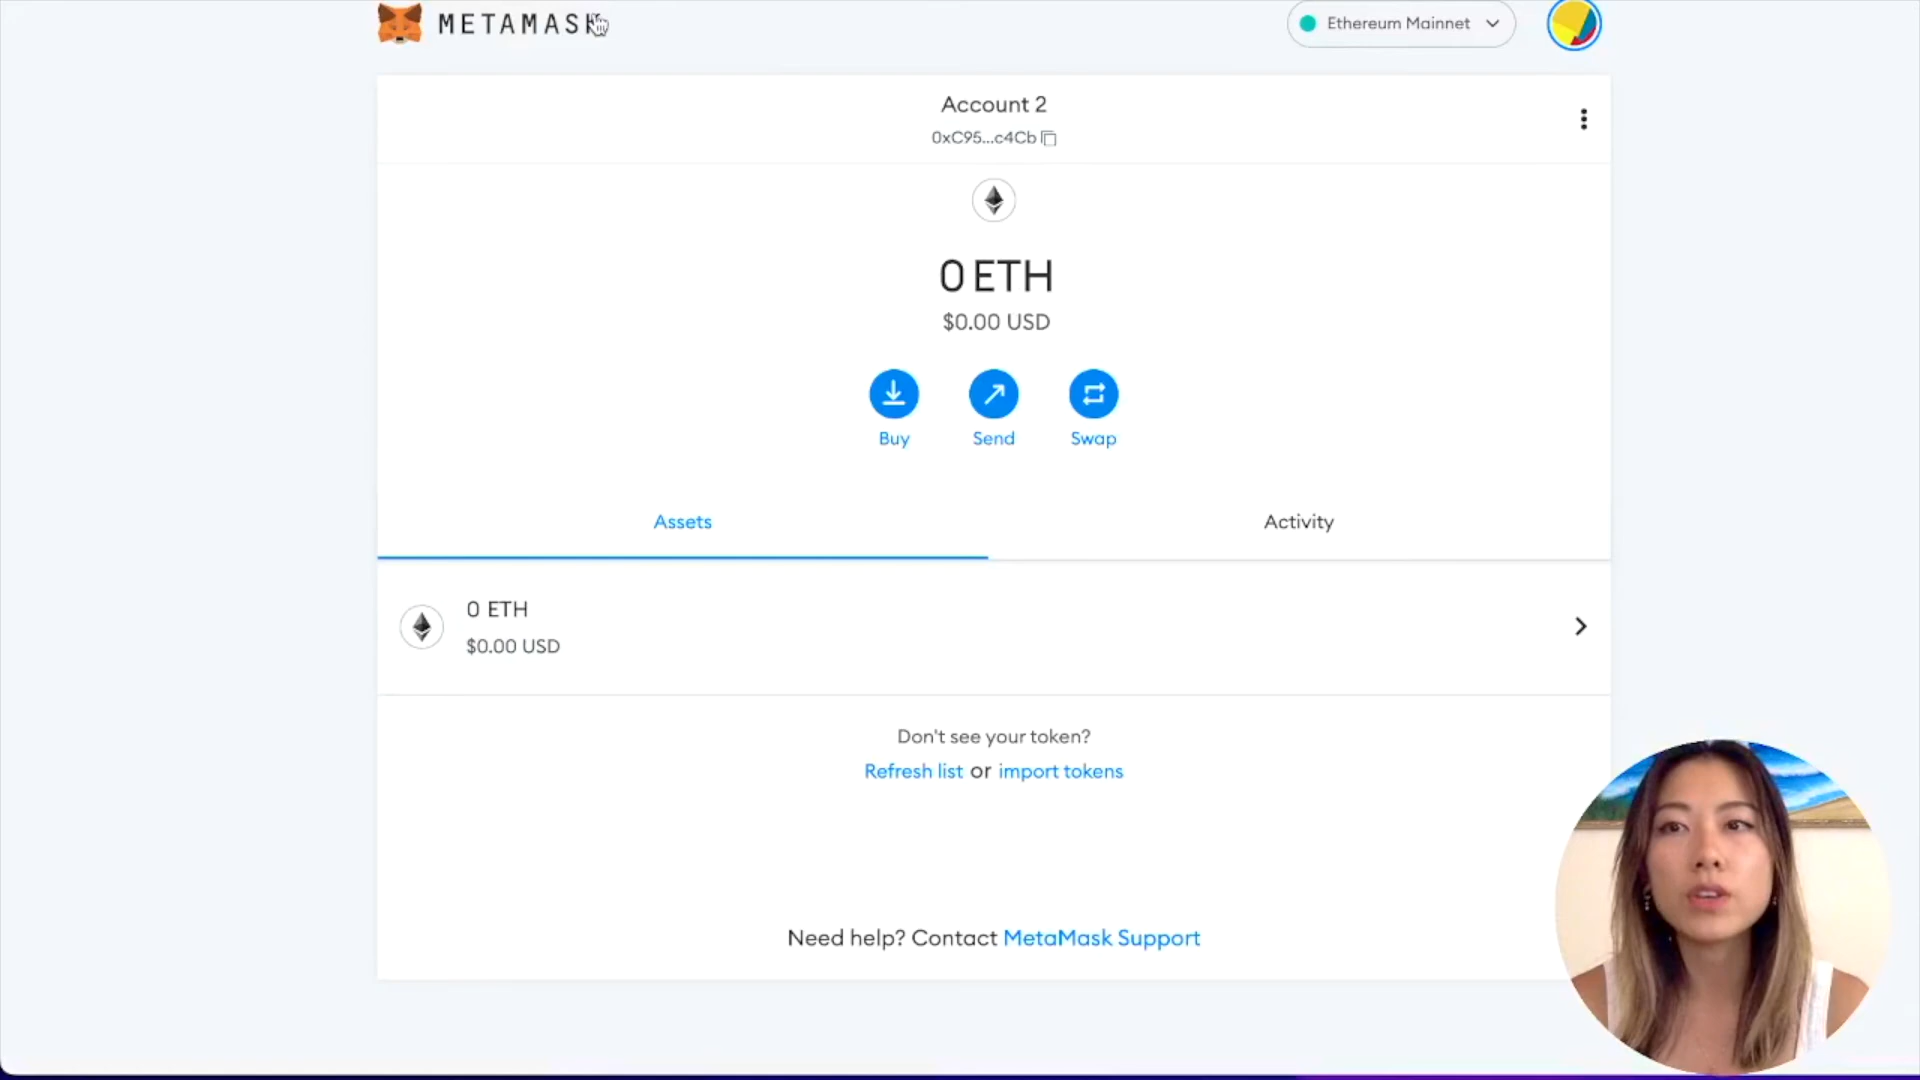 METAMASK
Ethereum Mainnet
Account 2
0xC95...c4Cb
0 ETH
$0.00 USD
Buy
Send
Swap
Assets
Activity
0 ETH
$0.00 USD
Don't see your token?
Refresh list or import tokens
Need help? Contact MetaMask Support